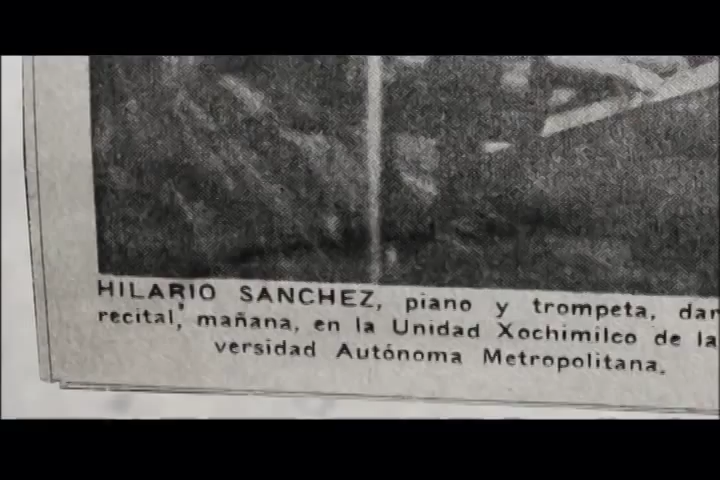 HILARIO SANCHEZ, piano y trompeta, dar
recital, mañana, en la Unidad Xochimilco de la
versidad Autónoma Metropolitana.